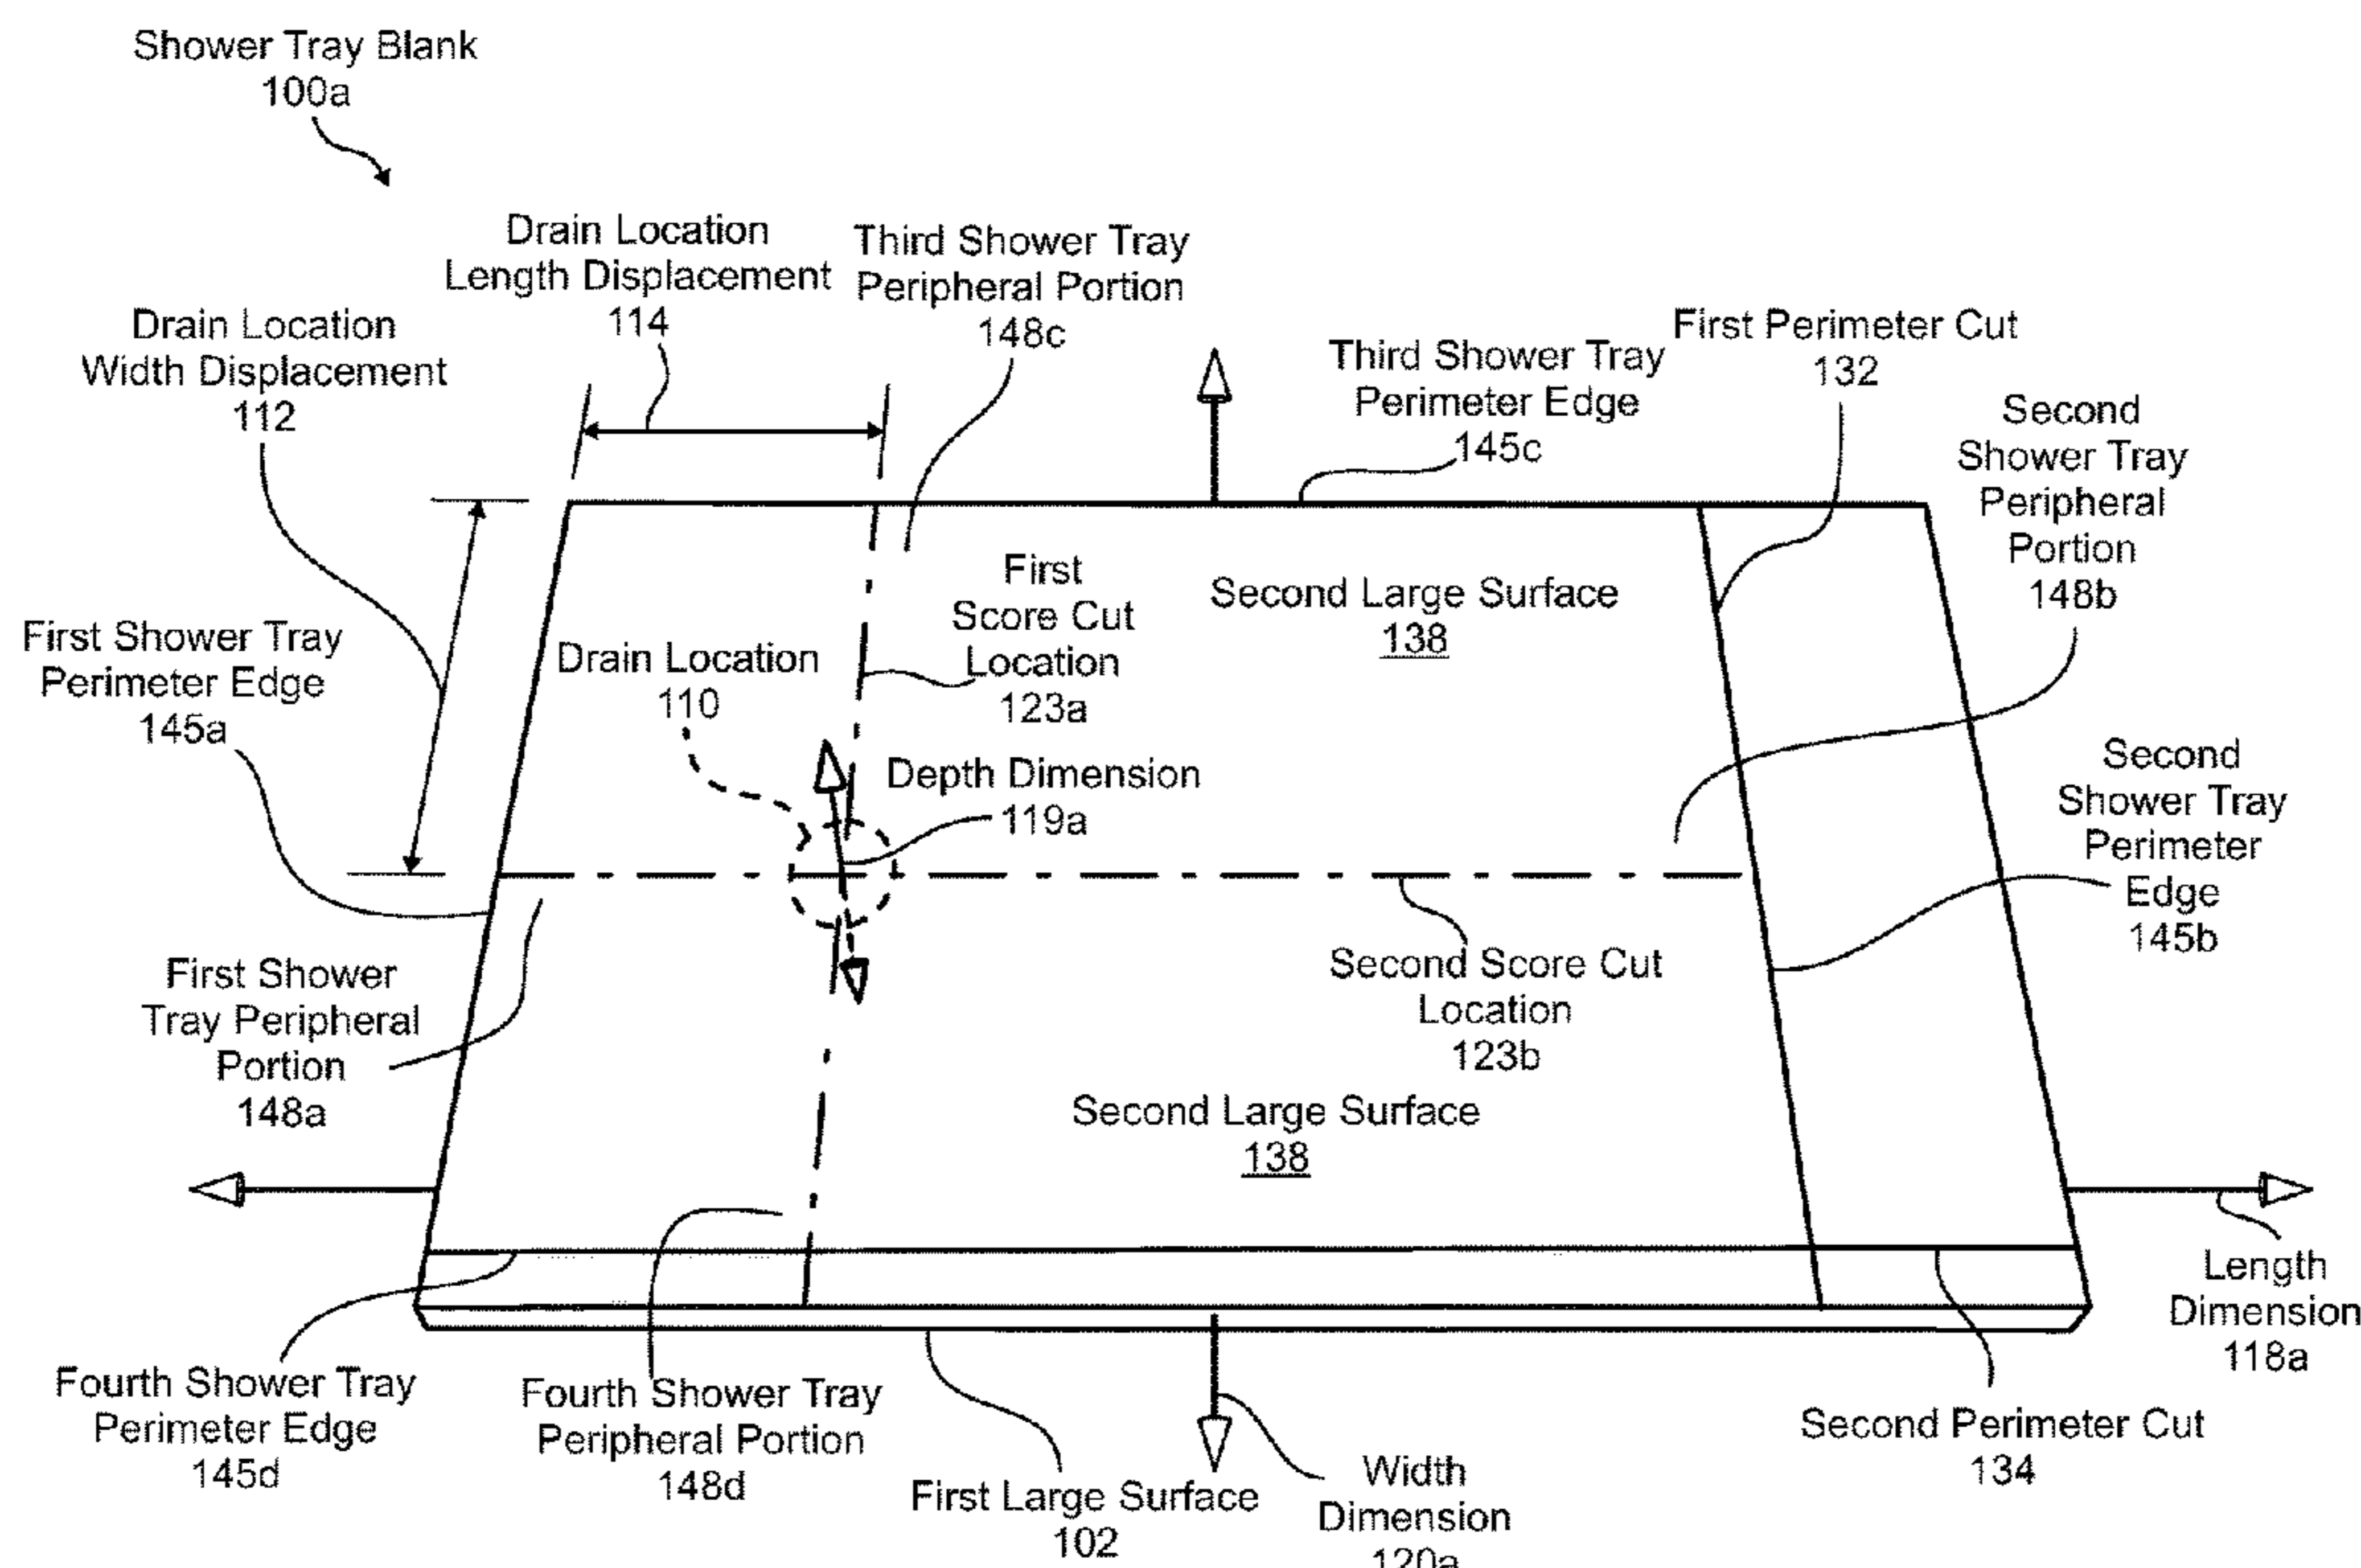 Shower Tray Blank
100a
Drain Location
Length Displacement
114
Third Shower Tray
Peripheral Portion
148c
Drain Location
Width Displacement
112
First Perimeter Cut
132
Third Shower Tray
Perimeter Edge
145c
Second
Shower Tray
Peripheral
Portion
148b
First
Score Cut
Location
123a
Second Large Surface
138
First Shower Tray
Perimeter Edge
145a
Drain Location
110
Depth Dimension
119a
Second
Shower Tray
Perimeter
Edge
145b
First Shower
Tray Peripheral
Portion
148a
Second Score Cut
Location
123b
Second Large Surface
138
Length
Dimension
118a
Fourth Shower Tray
Perimeter Edge
145d
Fourth Shower Tray
Peripheral Portion
148d
First Large Surface
102
Width
Dimension
120a
Second Perimeter Cut
134